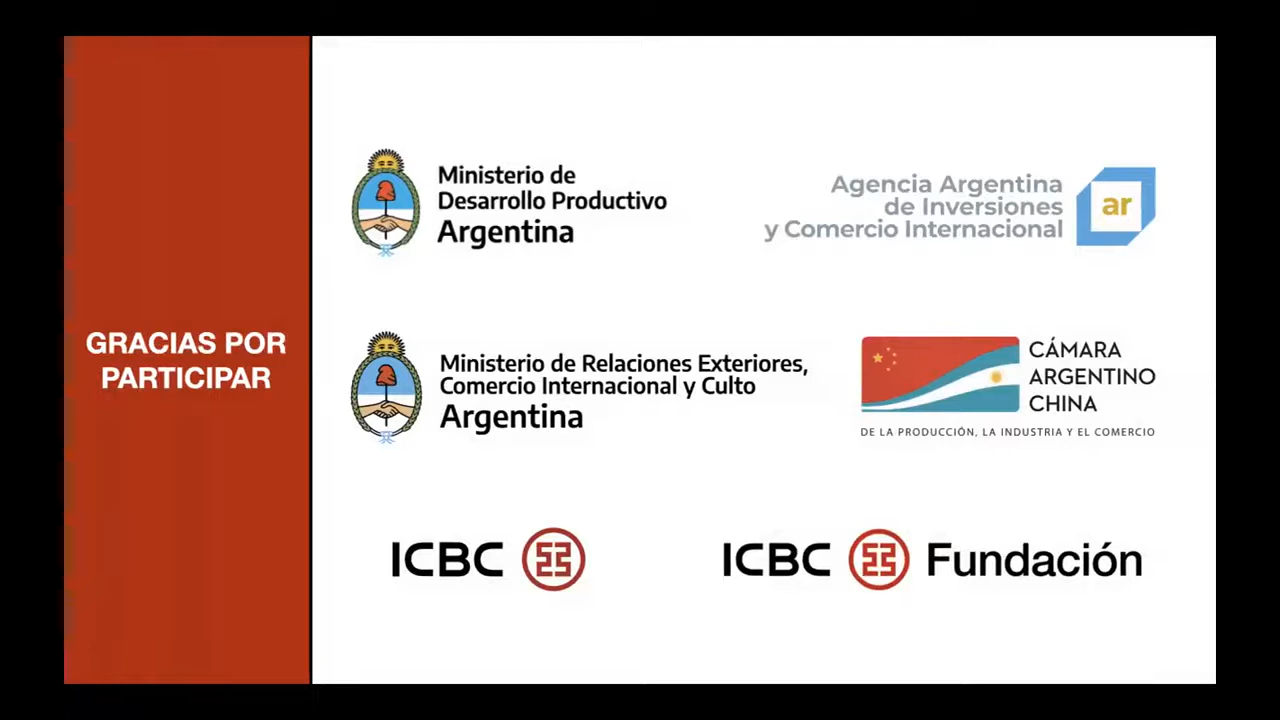 GRACIAS POR
PARTICIPAR
Ministerio de
Desarrollo Productivo
Argentina
Agencia Argentina
de Inversiones
y Comercio Internacional
ar
Ministerio de Relaciones Exteriores,
Comercio Internacional y Culto
Argentina
CÁMARA
ARGENTINO
CHINA
DE LA PRODUCCIÓN, LA INDUSTRIA Y EL COMERCIO
ICBC
ICBC Fundación